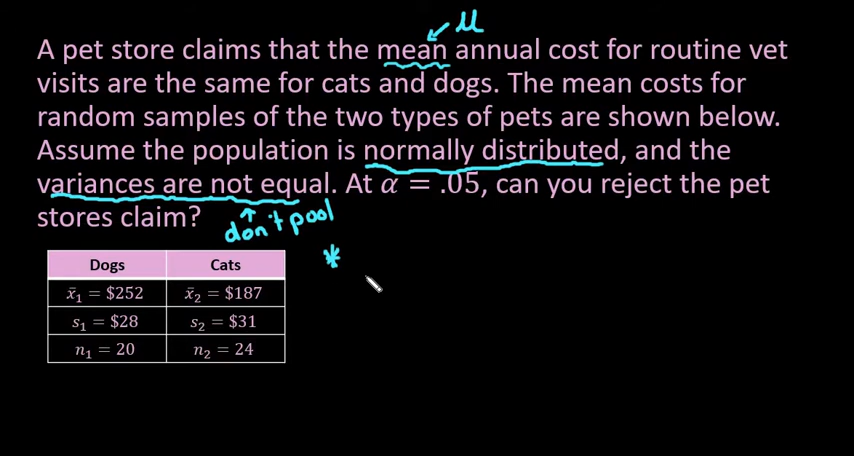 μ
A pet store claims that the mean annual cost for routine vet
visits are the same for cats and dogs. The mean costs for
random samples of the two types of pets are shown below.
Assume the population is normally distributed, and the
variances are not equal. At α = .05, can you reject the pet
stores claim?
don't pool
*
Dogs Cats
x̄₁ = $252 x̄₂ = $187
s₁ = $28 s₂ = $31
n₁ = 20 n₂ = 24